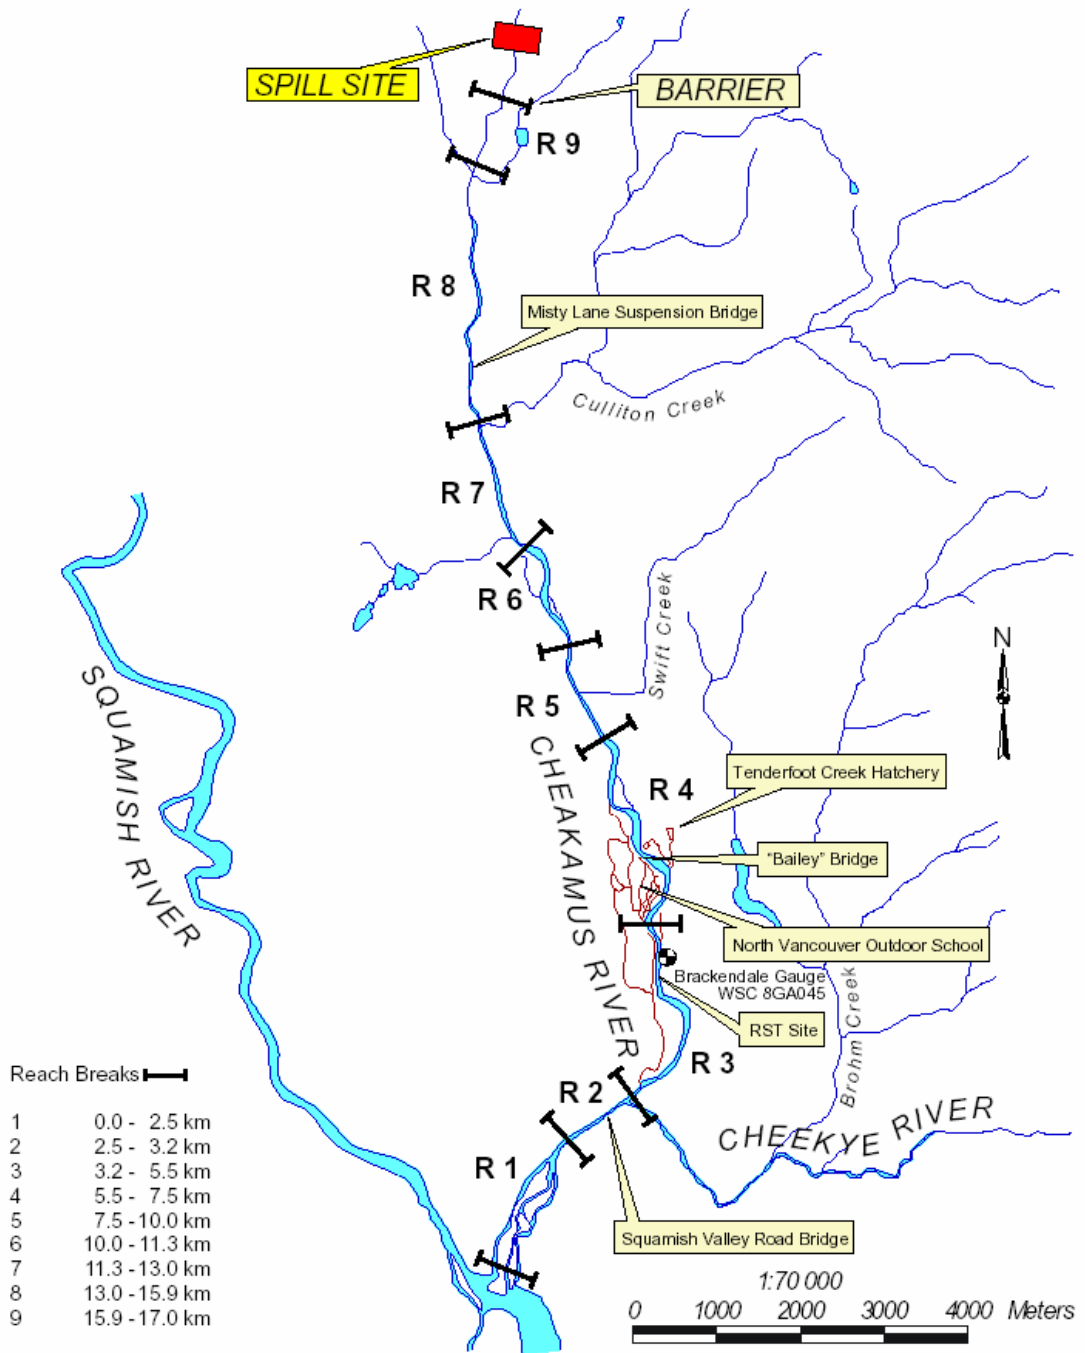 SPILL SITE
BARRIER
R 9
R 8
Misty Lane Suspension Bridge
Culliton Creek
R 7
R 6
Swift Creek
N
SQUAMISH RIVER
R 5
CHEAKAMUS RIVER
Tenderfoot Creek Hatchery
R 4
"Bailey" Bridge
North Vancouver Outdoor School
Brackendale Gauge
WSC 8GA045
RST Site
Brohm Creek
R 3
R 2
CHEEKYE RIVER
R 1
Squamish Valley Road Bridge
Reach Breaks
1 0.0 - 2.5 km
2 2.5 - 3.2 km
3 3.2 - 5.5 km
4 5.5 - 7.5 km
5 7.5 - 10.0 km
6 10.0 - 11.3 km
7 11.3 - 13.0 km
8 13.0 - 15.9 km
9 15.9 - 17.0 km
1:70 000
0 1000 2000 3000 4000 Meters